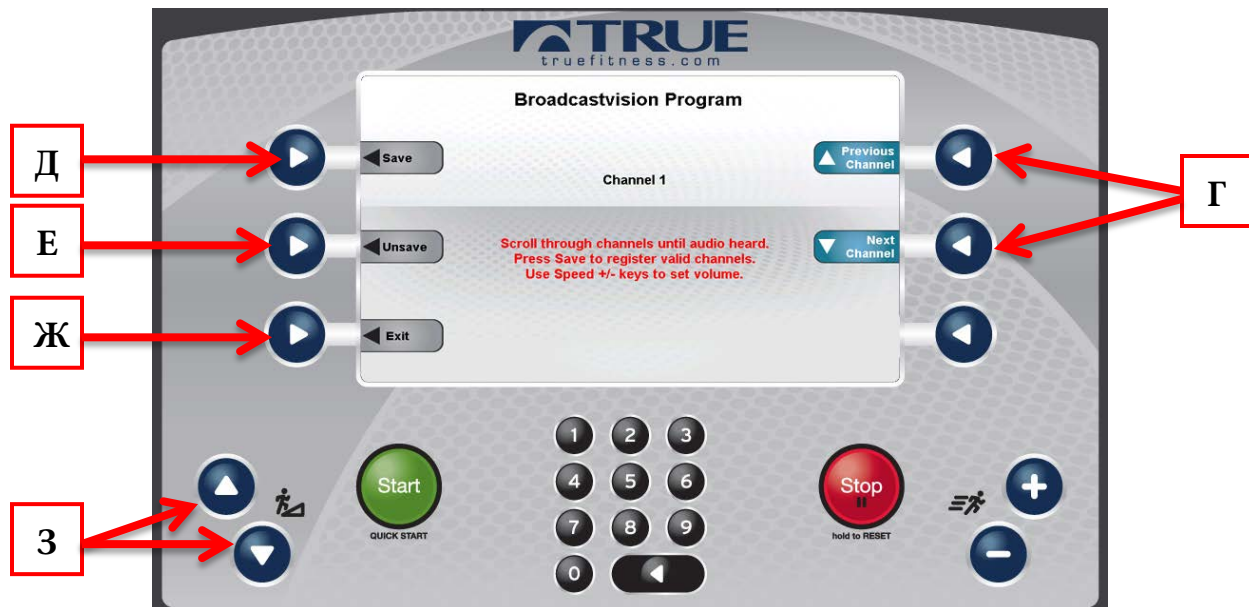 TRUE
truefitness.com
Broadcastvision Program
Д
Save
Previous
Channel
Г
Channel 1
Е
Unsave
Scroll through channels until audio heard.
Press Save to register valid channels.
Use Speed +/- keys to set volume.
Next
Channel
Ж
Exit
1 2 3
Start
4 5 6
Stop
+
QUICK START
7 8 9
hold to RESET
З
0
-